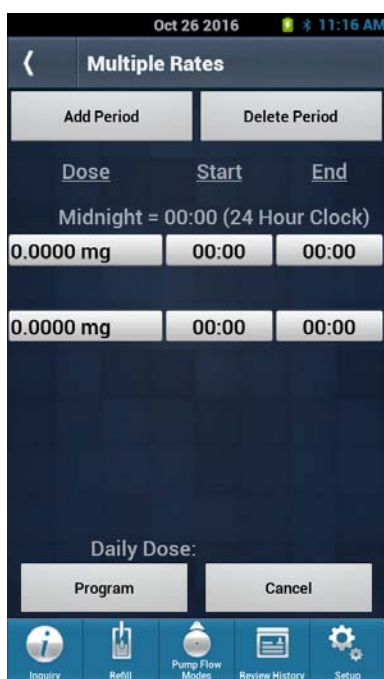 Oct 26 2016 11:16 AM
Multiple Rates
Add Period Delete Period
Dose Start End
Midnight = 00:00 (24 Hour Clock)
0.0000 mg 00:00 00:00
0.0000 mg 00:00 00:00
Daily Dose:
Program Cancel
Inquiry Refill Pump Flow Modes Review History Setup